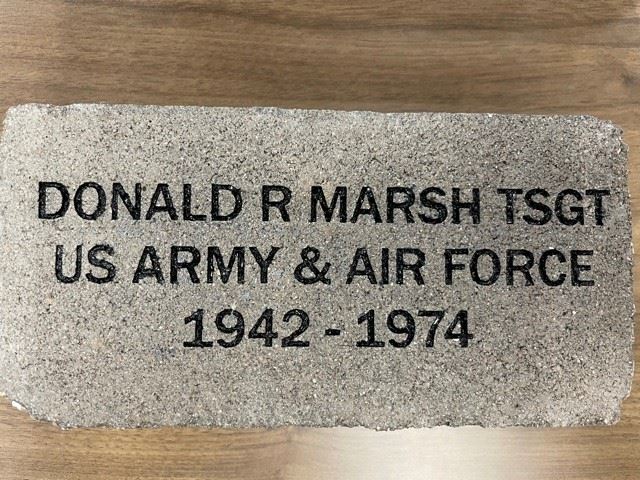 DONALD R MARSH TSGT
US ARMY & AIR FORCE
1942 - 1974